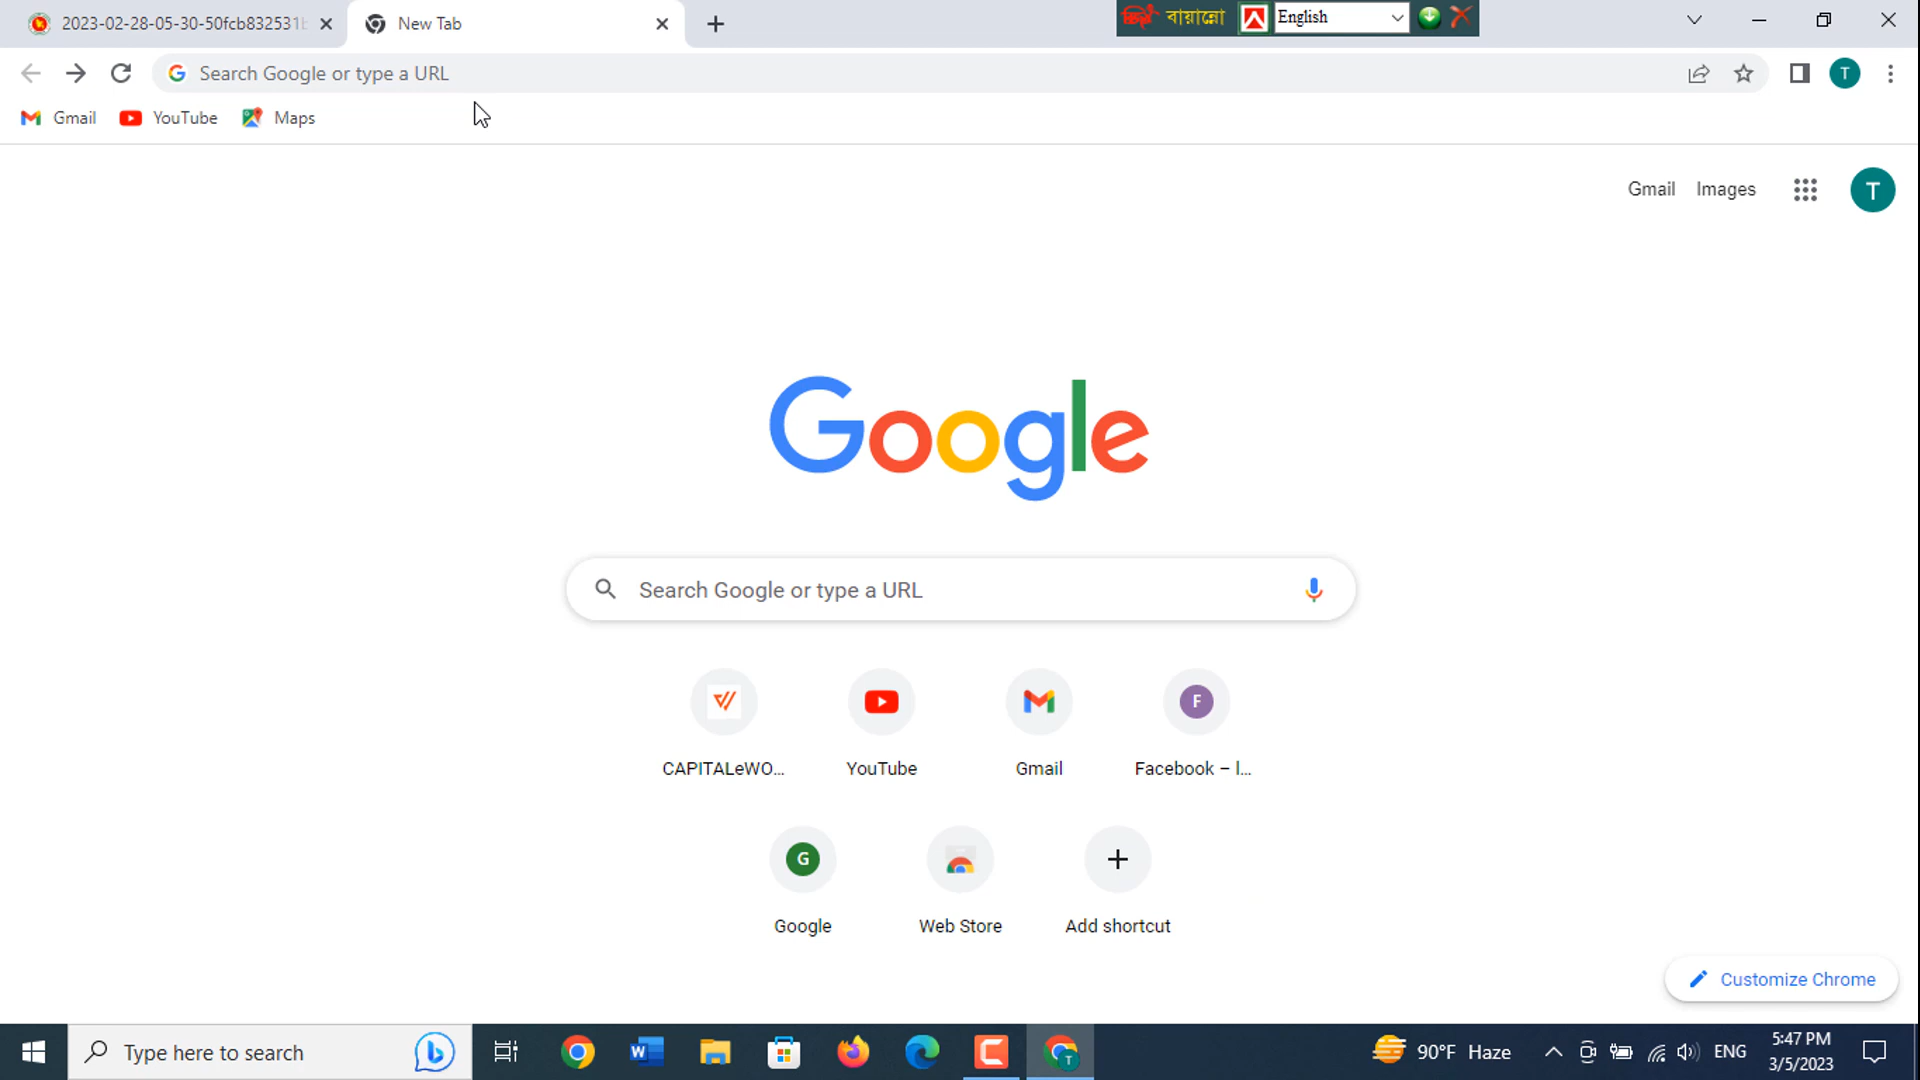 2023-02-28-05-30-50fcb832531b
New Tab
বায়ান্নো
English
Search Google or type a URL
T
Gmail
YouTube
Maps
Gmail
Images
T
Google
Search Google or type a URL
F
CAPITALeWO...
YouTube
Gmail
Facebook – l...
G
Google
Web Store
Add shortcut
Customize Chrome
Type here to search
90°F Haze
ENG
5:47 PM
3/5/2023